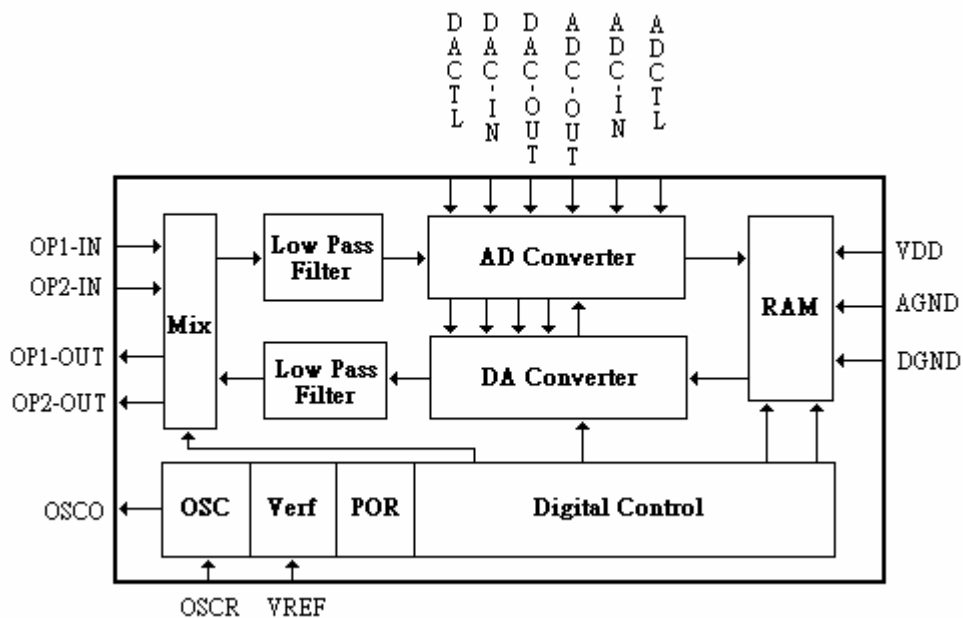 DACTL
DAC-IN
DAC-OUT
ADC-OUT
ADC-IN
ADCTL
OP1-IN
OP2-IN
OP1-OUT
OP2-OUT
Mix
Low Pass
Filter
AD Converter
RAM
VDD
AGND
DGND
Low Pass
Filter
DA Converter
OSCO
OSC
Verf
POR
Digital Control
OSCR
VREF